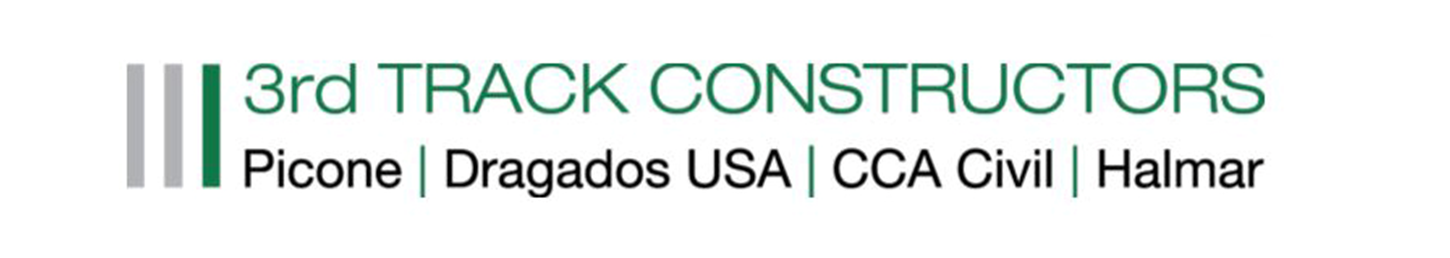 3rd TRACK CONSTRUCTORS
Picone | Dragados USA | CCA Civil | Halmar